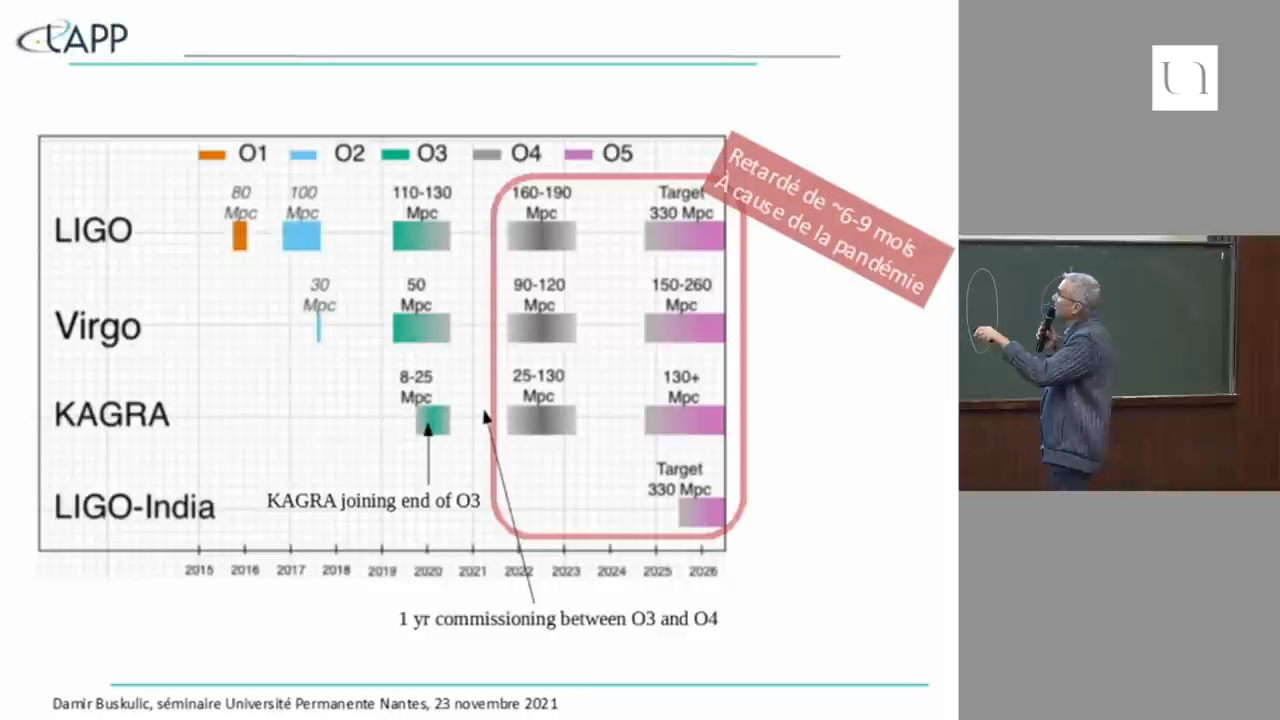 LAPP
O1 O2 O3 O4 O5
80 100 110-130 160-190 Target
Mpc Mpc Mpc Mpc 330 Mpc
LIGO
30 50 90-120 150-260
Mpc Mpc Mpc Mpc
Virgo
8-25 25-130 130+
Mpc Mpc Mpc
KAGRA
Target
330 Mpc
KAGRA joining end of O3
LIGO-India
2015 2016 2017 2018 2019 2020 2021 2022 2023 2024 2025 2026
1 yr commissioning between O3 and O4
Retardé de ~6-9 mois
À cause de la pandémie
Damir Buskulic, séminaire Université Permanente Nantes, 23 novembre 2021